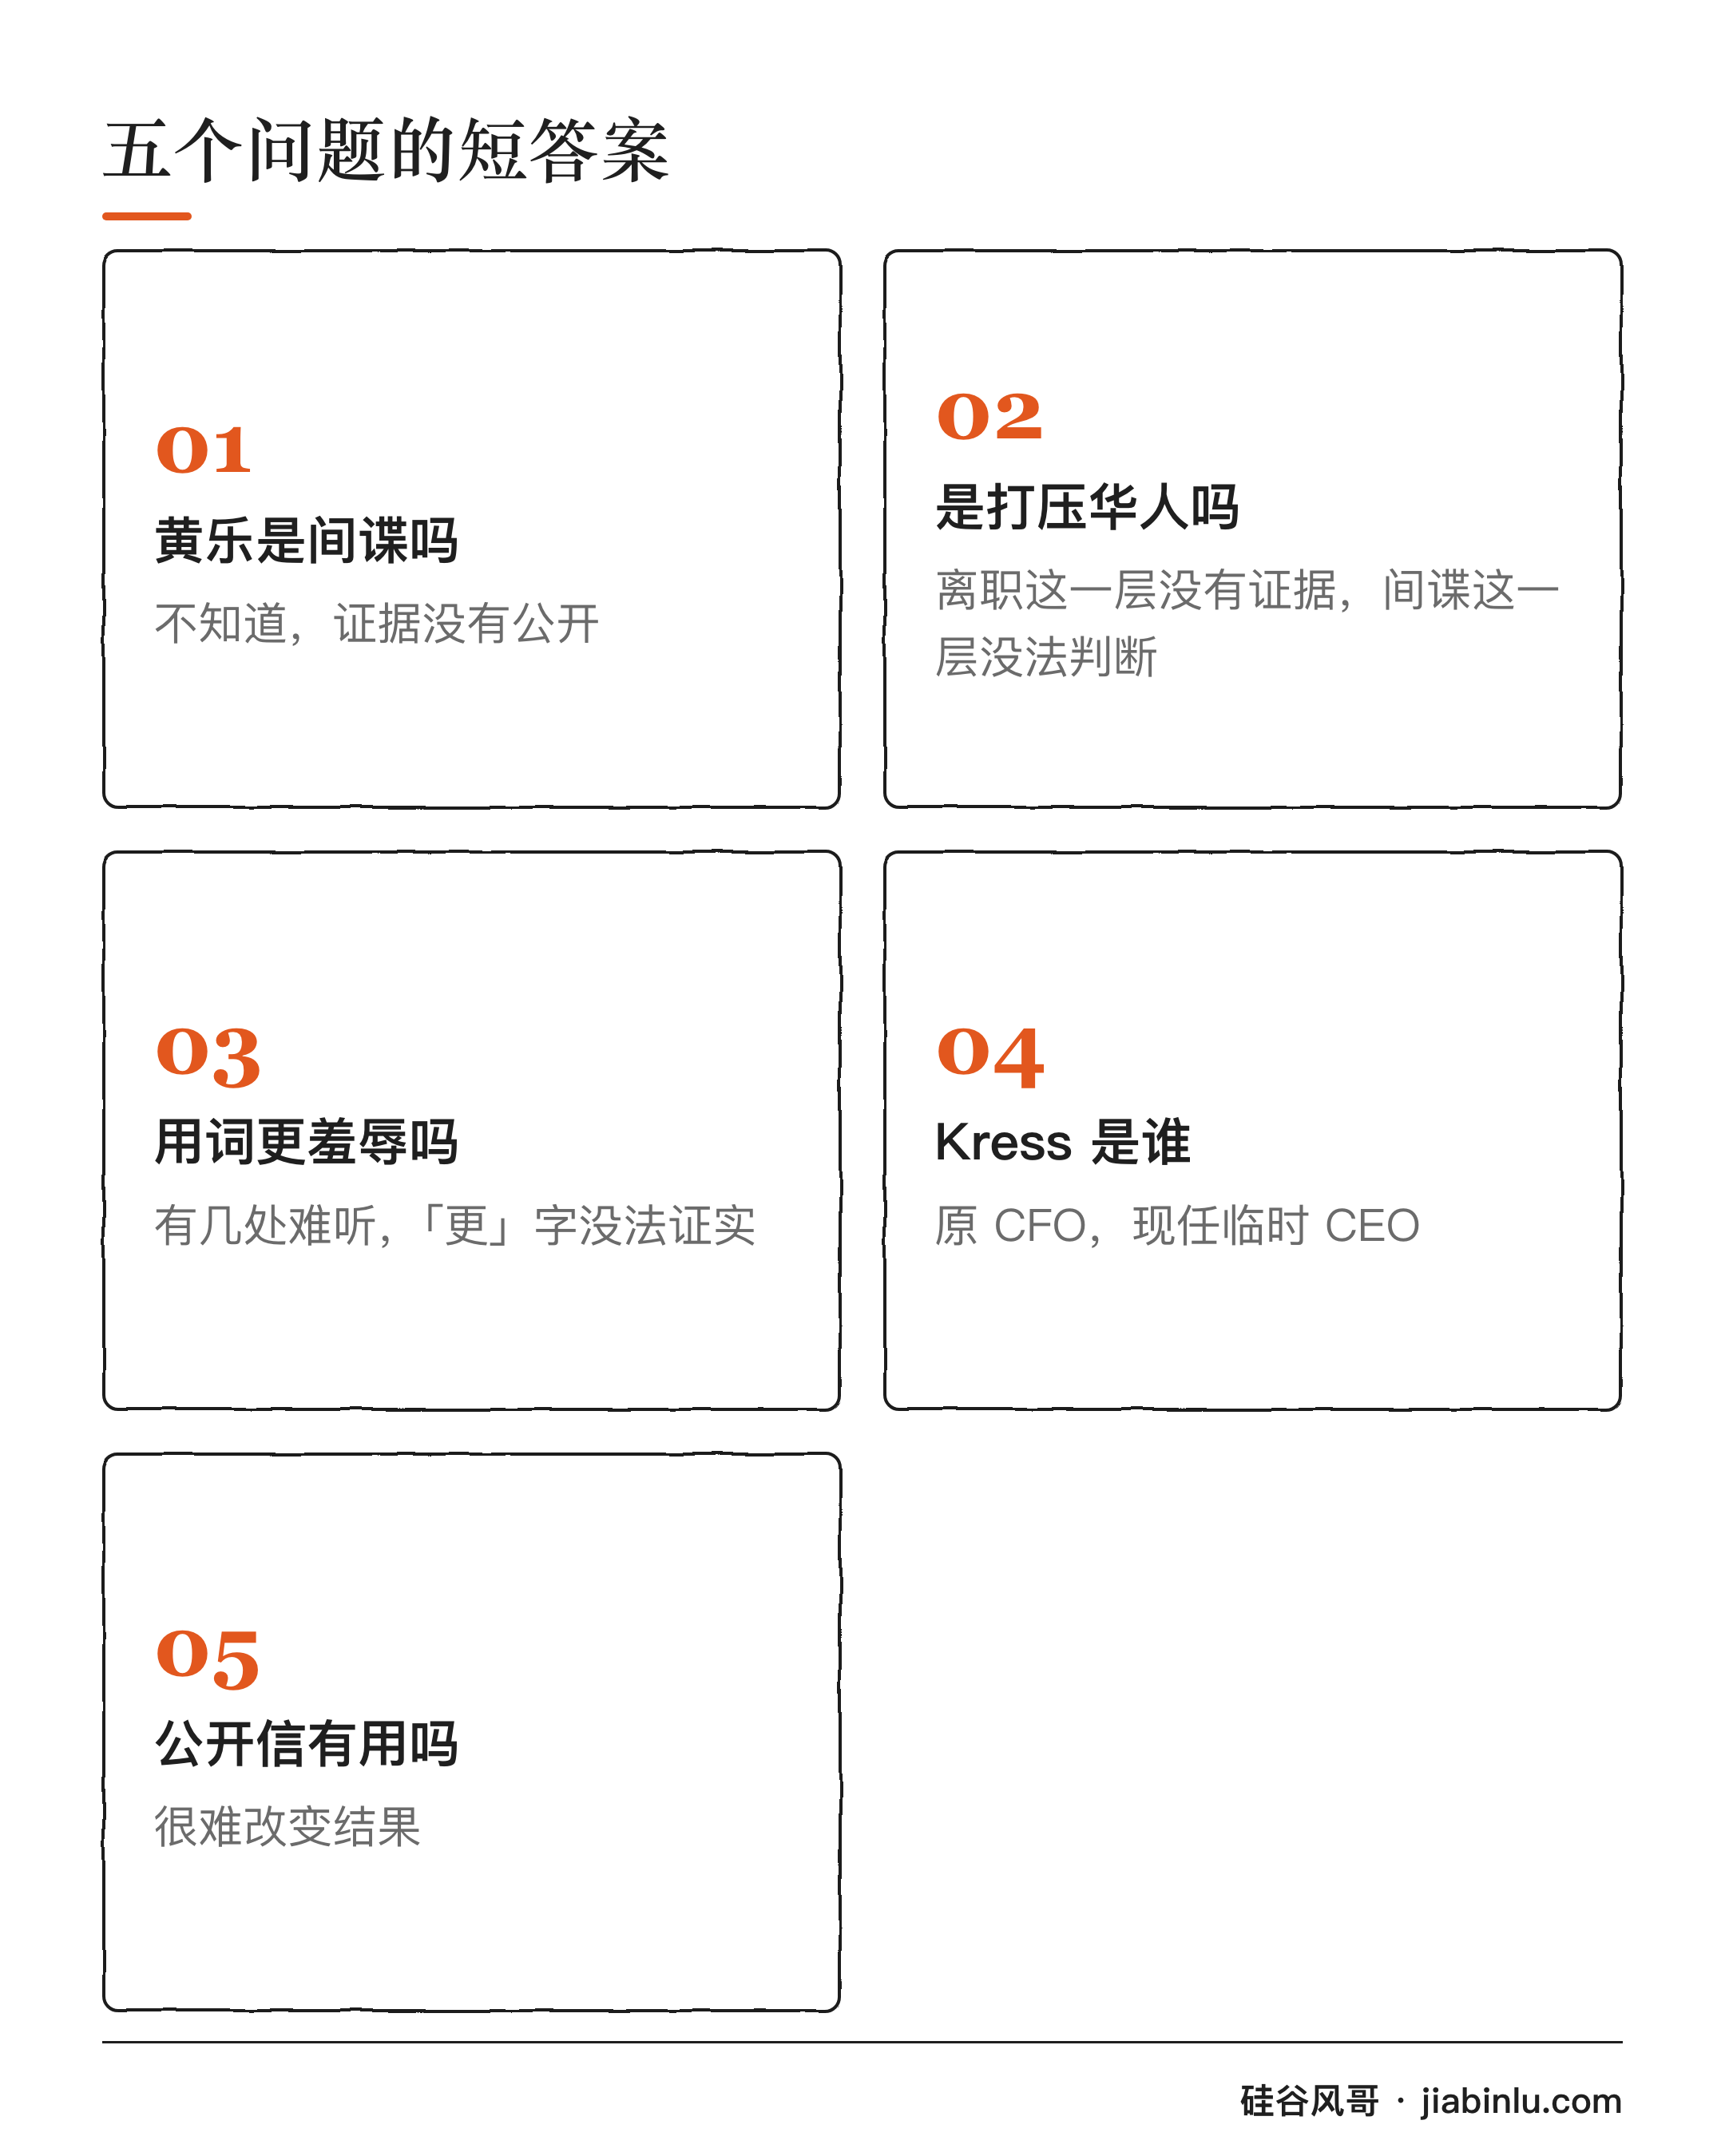 五个问题的短答案
01
黄乐是间谍吗
不知道，证据没有公开
02
是打压华人吗
离职这一层没有证据，间谍这一
层没法判断
03
用词更羞辱吗
有几处难听，「更」字没法证实
04
Kress 是谁
原 CFO，现任临时 CEO
05
公开信有用吗
很难改变结果
硅谷风哥 · jiabinlu.com